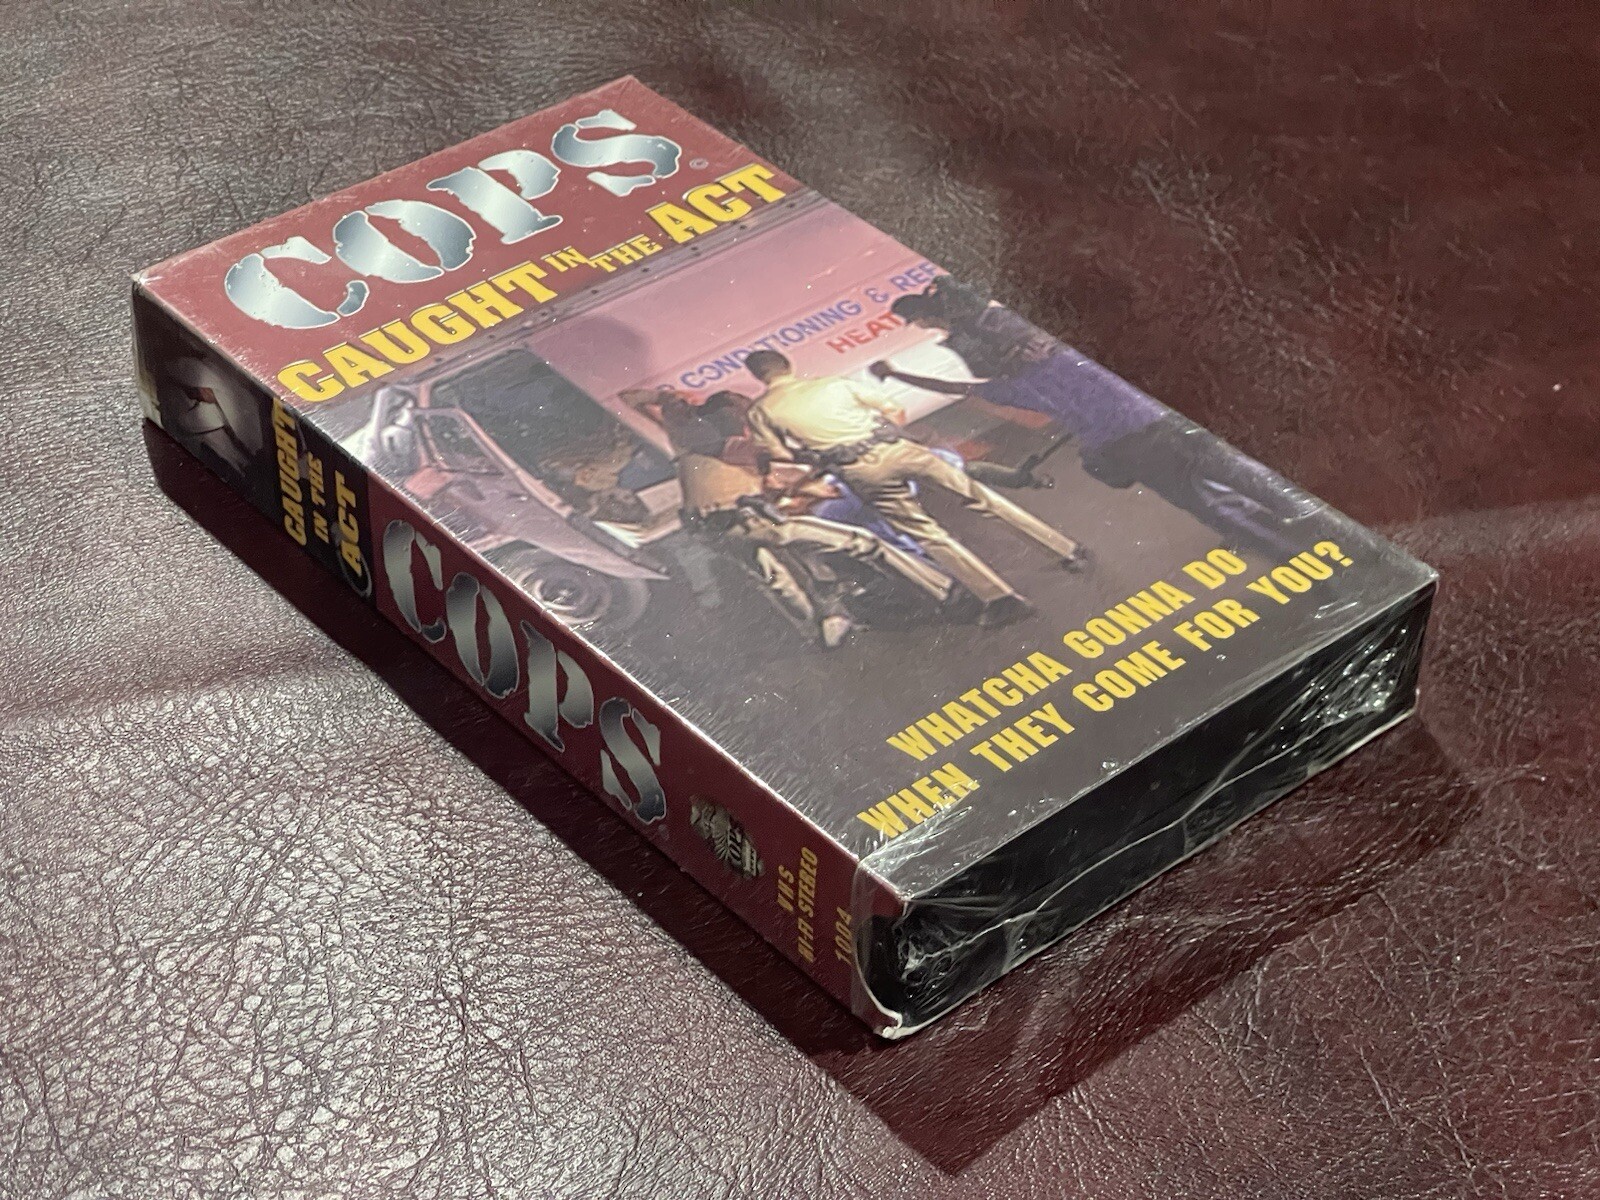 COPS
©
CAUGHT IN THE ACT
CONDITIONING & REF
HEAT
WHATCHA GONNA DO
WHEN THEY COME FOR YOU?
CAUGHT
IN THE
ACT
COPS
VHS
HI-FI STEREO
1004